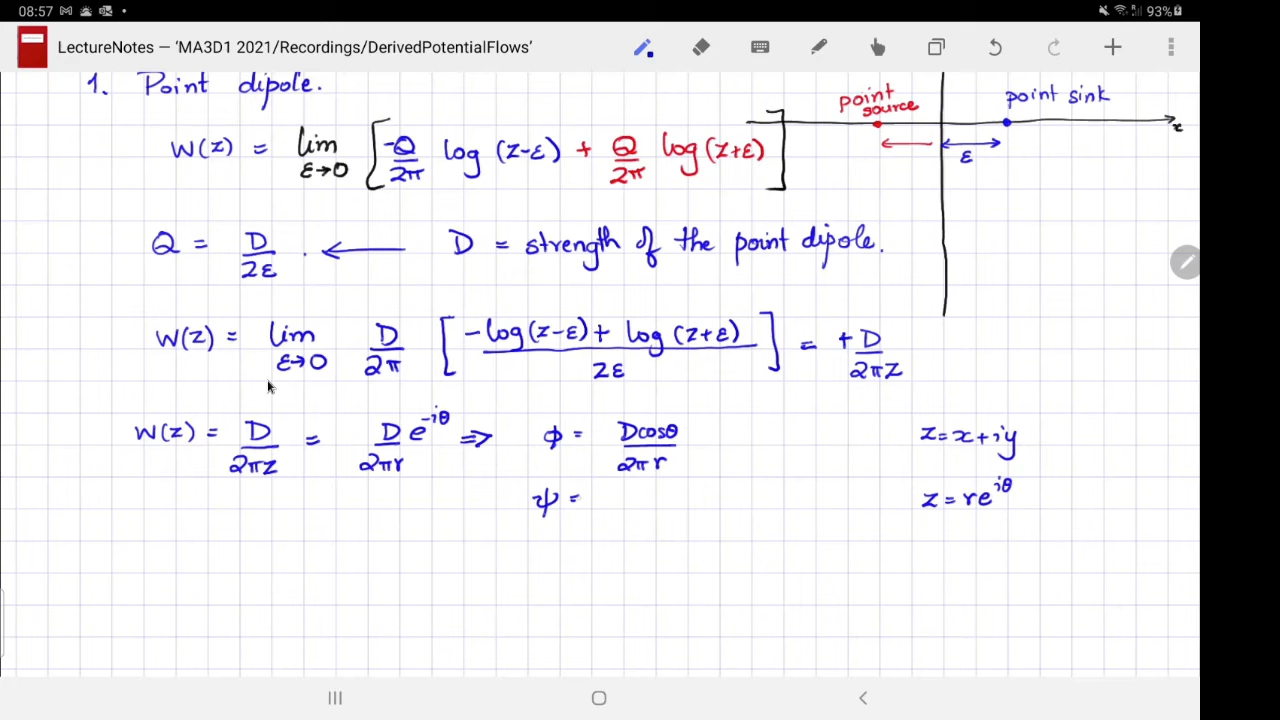 08:57 93%
LectureNotes — ‘MA3D1 2021/Recordings/DerivedPotentialFlows’
1. Point dipole.
point source
point sink
x
ε
W(z) = lim ε→0 [ -Q/2π log (z-ε) + Q/2π log(z+ε) ]
Q = D/2ε . ← D = strength of the point dipole.
W(z) = lim ε→0 D/2π [ -log(z-ε) + log(z+ε) / 2ε ] = + D/2πz
W(z) = D/2πz = D/2πr e^-iθ ⇒ φ = Dcosθ/2πr
z = x+iy
ψ =
z = re^iθ